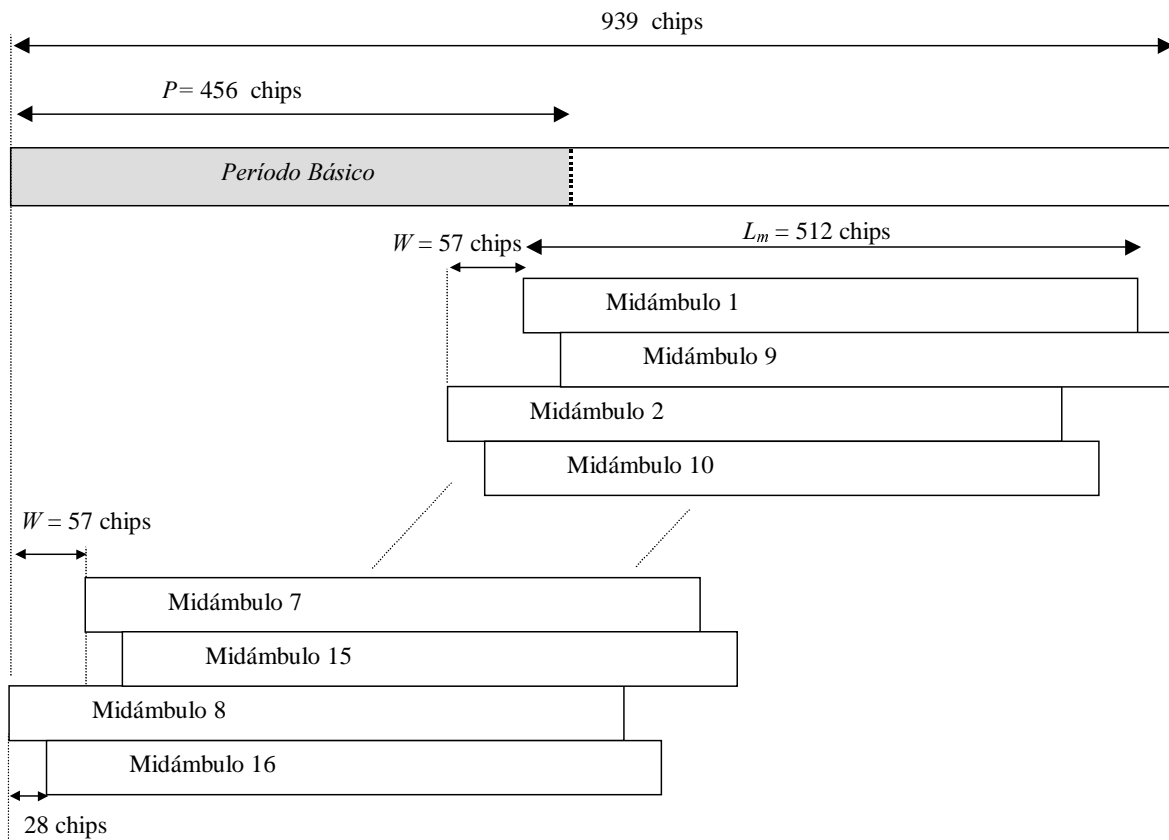 939 chips
P= 456 chips
Período Básico
W = 57 chips
Lm = 512 chips
Midámbulo 1
Midámbulo 9
Midámbulo 2
Midámbulo 10
W = 57 chips
Midámbulo 7
Midámbulo 15
Midámbulo 8
Midámbulo 16
28 chips